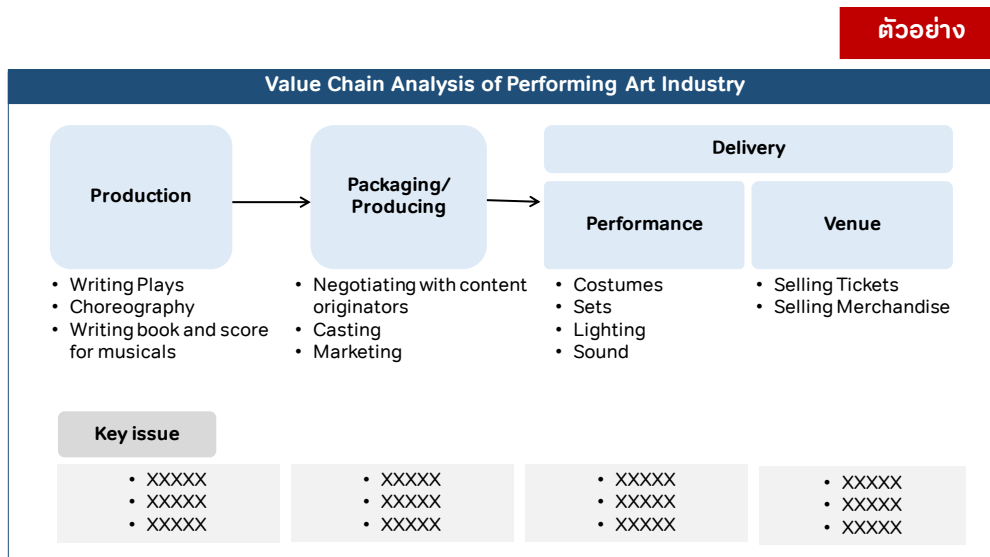 ตัวอย่าง
Value Chain Analysis of Performing Art Industry
Production
Packaging/
Producing
Delivery
Performance
Venue
• Writing Plays
• Choreography
• Writing book and score
for musicals
• Negotiating with content
originators
• Casting
• Marketing
• Costumes
• Sets
• Lighting
• Sound
• Selling Tickets
• Selling Merchandise
Key issue
• XXXXX
• XXXXX
• XXXXX
• XXXXX
• XXXXX
• XXXXX
• XXXXX
• XXXXX
• XXXXX
• XXXXX
• XXXXX
• XXXXX